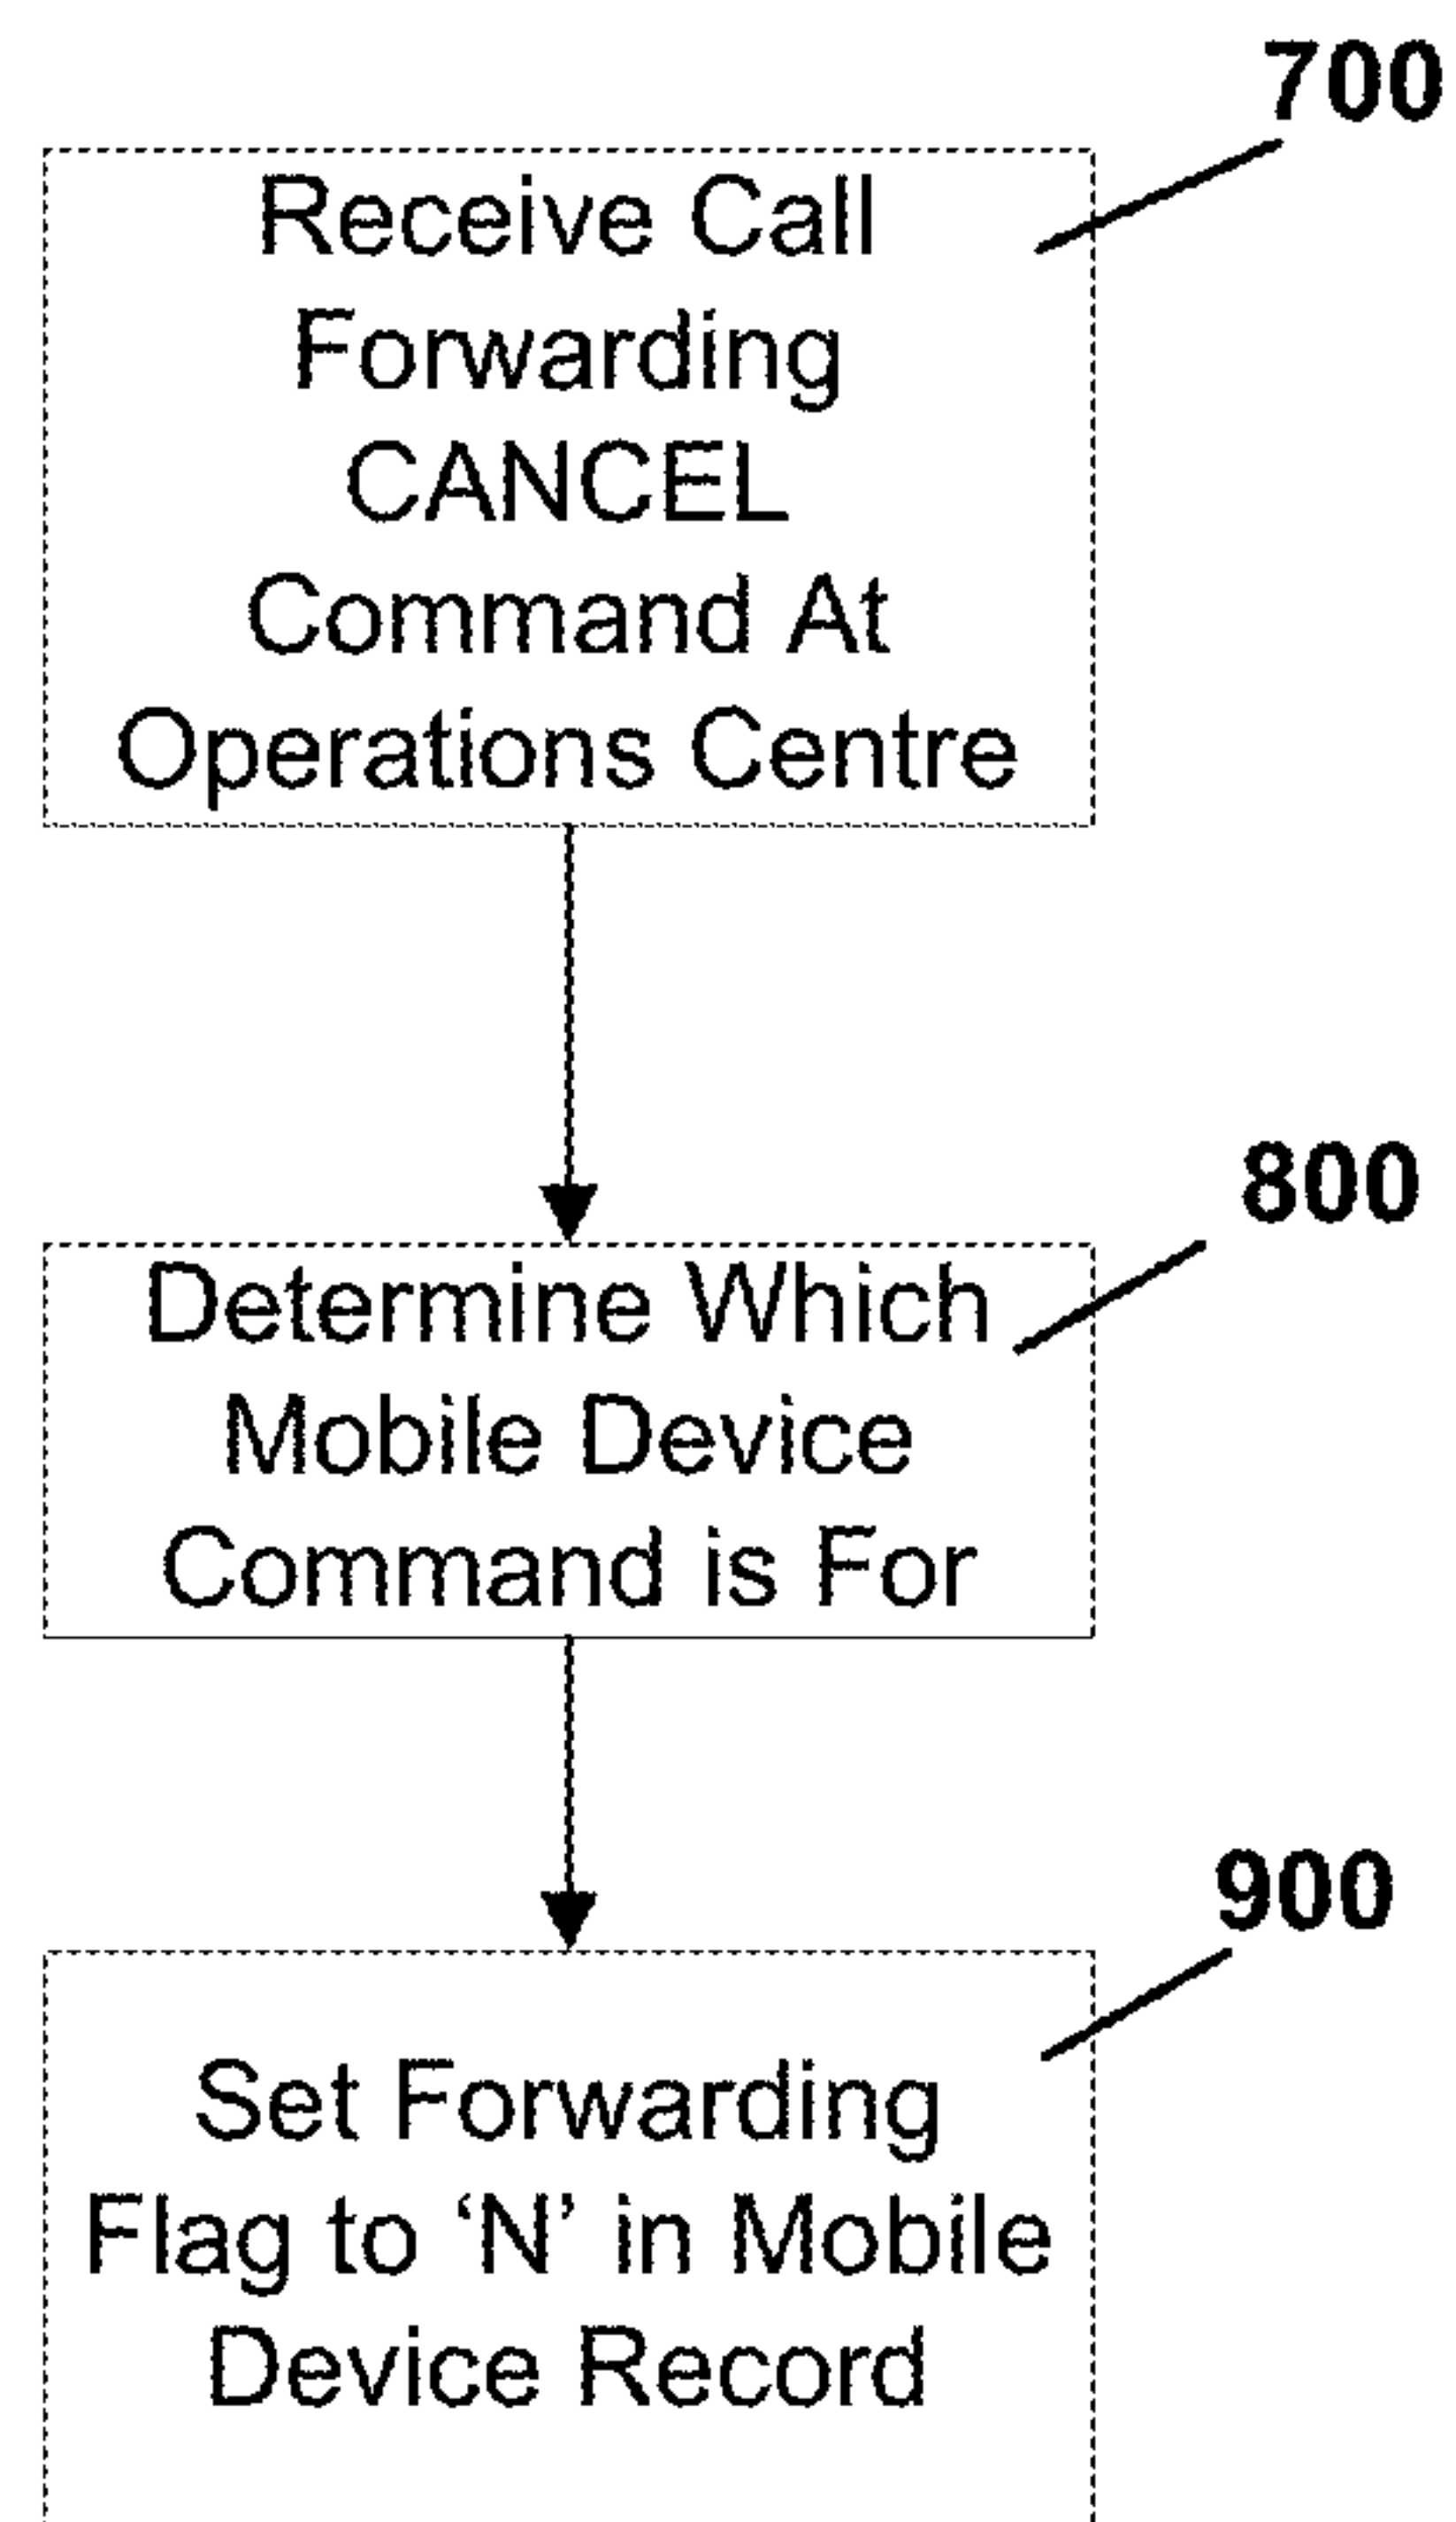 700
Receive Call
Forwarding
CANCEL
Command At
Operations Centre
800
Determine Which
Mobile Device
Command is For
900
Set Forwarding
Flag to ‘N’ in Mobile
Device Record